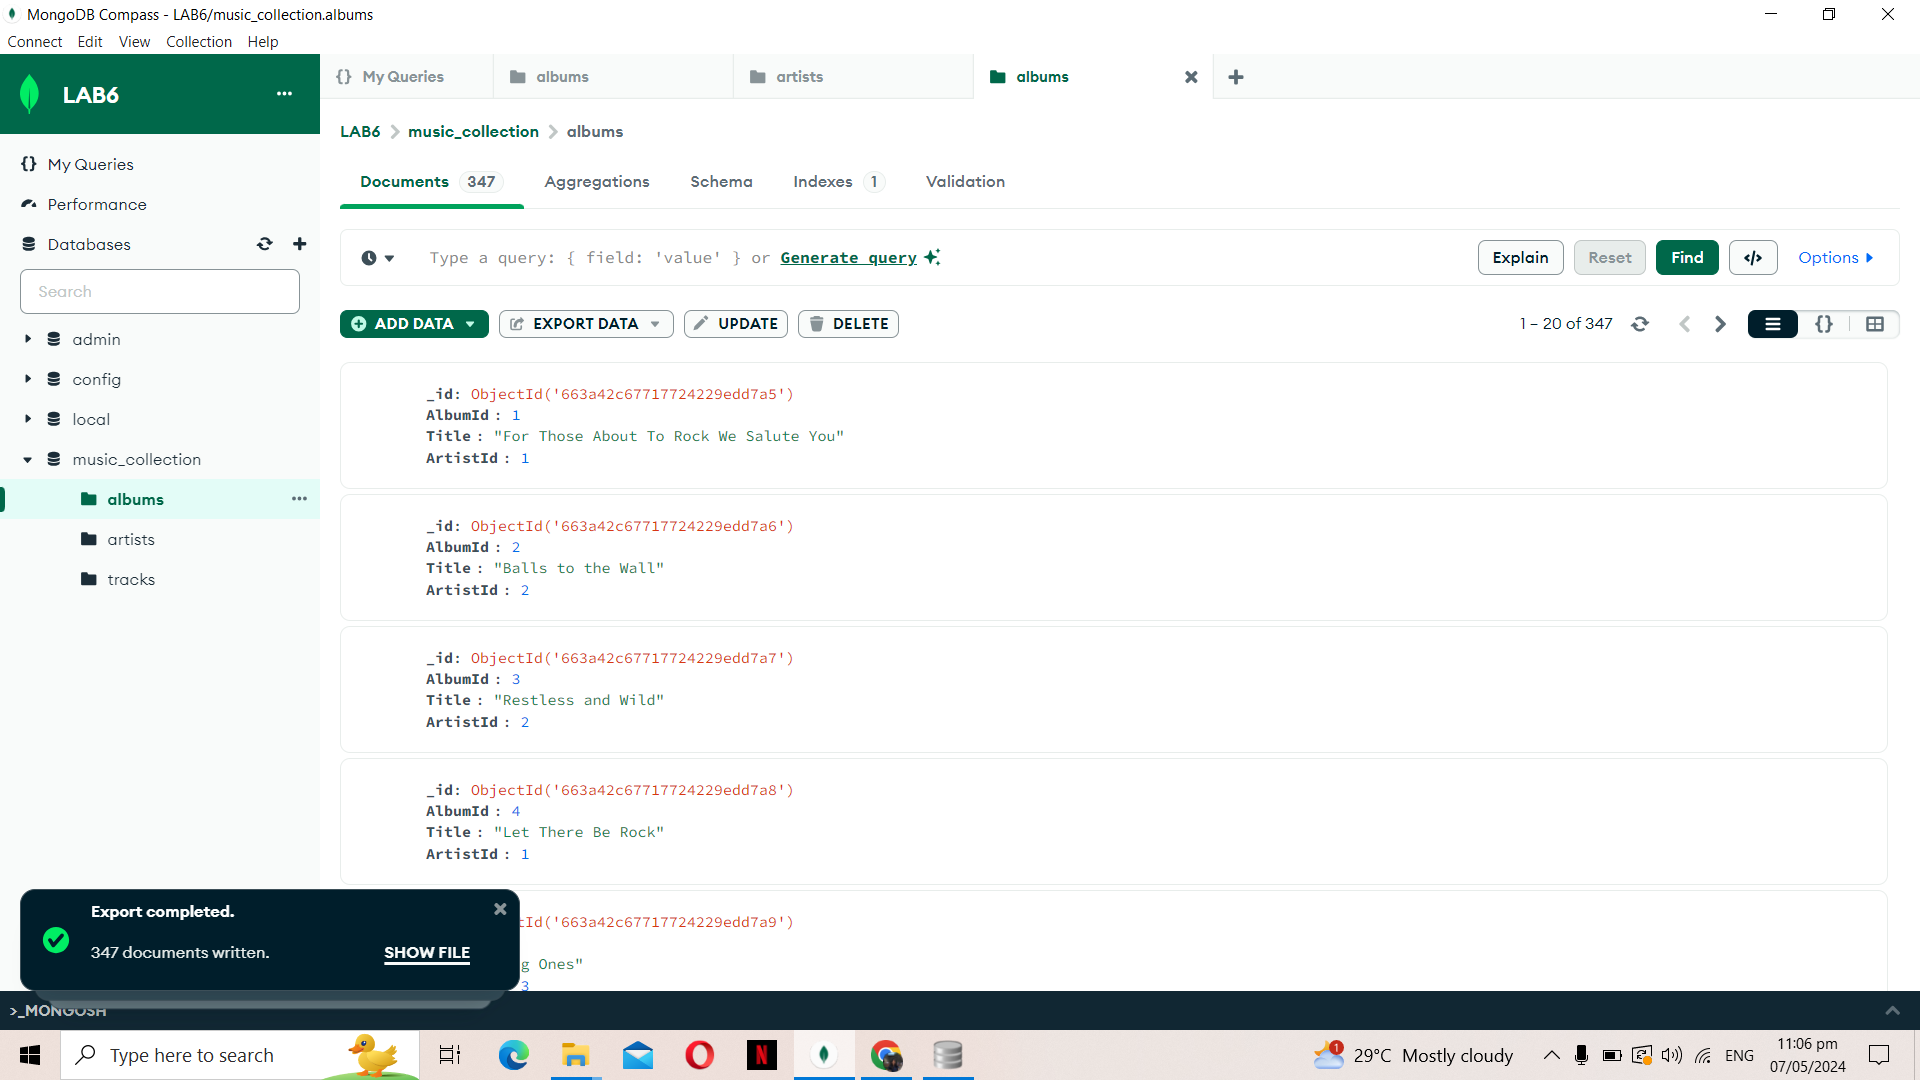 MongoDB Compass - LAB6/music_collection.albums
Connect Edit View Collection Help
LAB6
My Queries
Performance
Databases
Search
admin
config
local
music_collection
albums
artists
tracks
My Queries
albums
artists
albums
LAB6 > music_collection > albums
Documents 347
Aggregations
Schema
Indexes 1
Validation
Type a query: { field: 'value' } or Generate query
Explain
Reset
Find
</>
Options
ADD DATA
EXPORT DATA
UPDATE
DELETE
1 – 20 of 347
{}
_id: ObjectId('663a42c67717724229edd7a5')
AlbumId : 1
Title : "For Those About To Rock We Salute You"
ArtistId : 1
_id: ObjectId('663a42c67717724229edd7a6')
AlbumId : 2
Title : "Balls to the Wall"
ArtistId : 2
_id: ObjectId('663a42c67717724229edd7a7')
AlbumId : 3
Title : "Restless and Wild"
ArtistId : 2
_id: ObjectId('663a42c67717724229edd7a8')
AlbumId : 4
Title : "Let There Be Rock"
ArtistId : 1
tId('663a42c67717724229edd7a9')
g Ones"
3
Export completed.
347 documents written.
SHOW FILE
>_MONGOSH
Type here to search
1
29°C Mostly cloudy
ENG
11:06 pm
07/05/2024